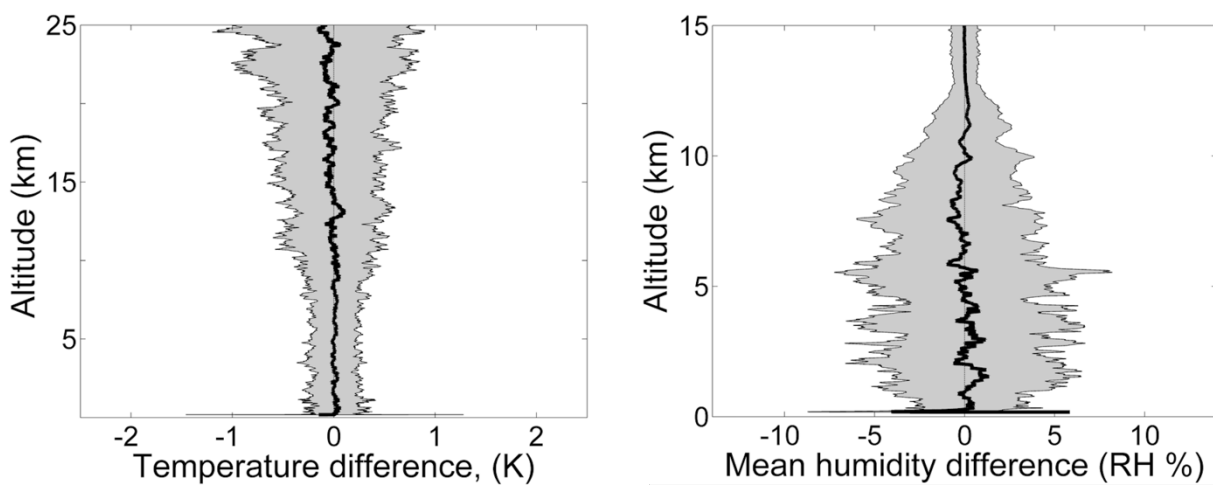 25
15
5
Altitude (km)
-2 -1 0 1 2
Temperature difference, (K)
15
10
5
0
Altitude (km)
-10 -5 0 5 10
Mean humidity difference (RH %)